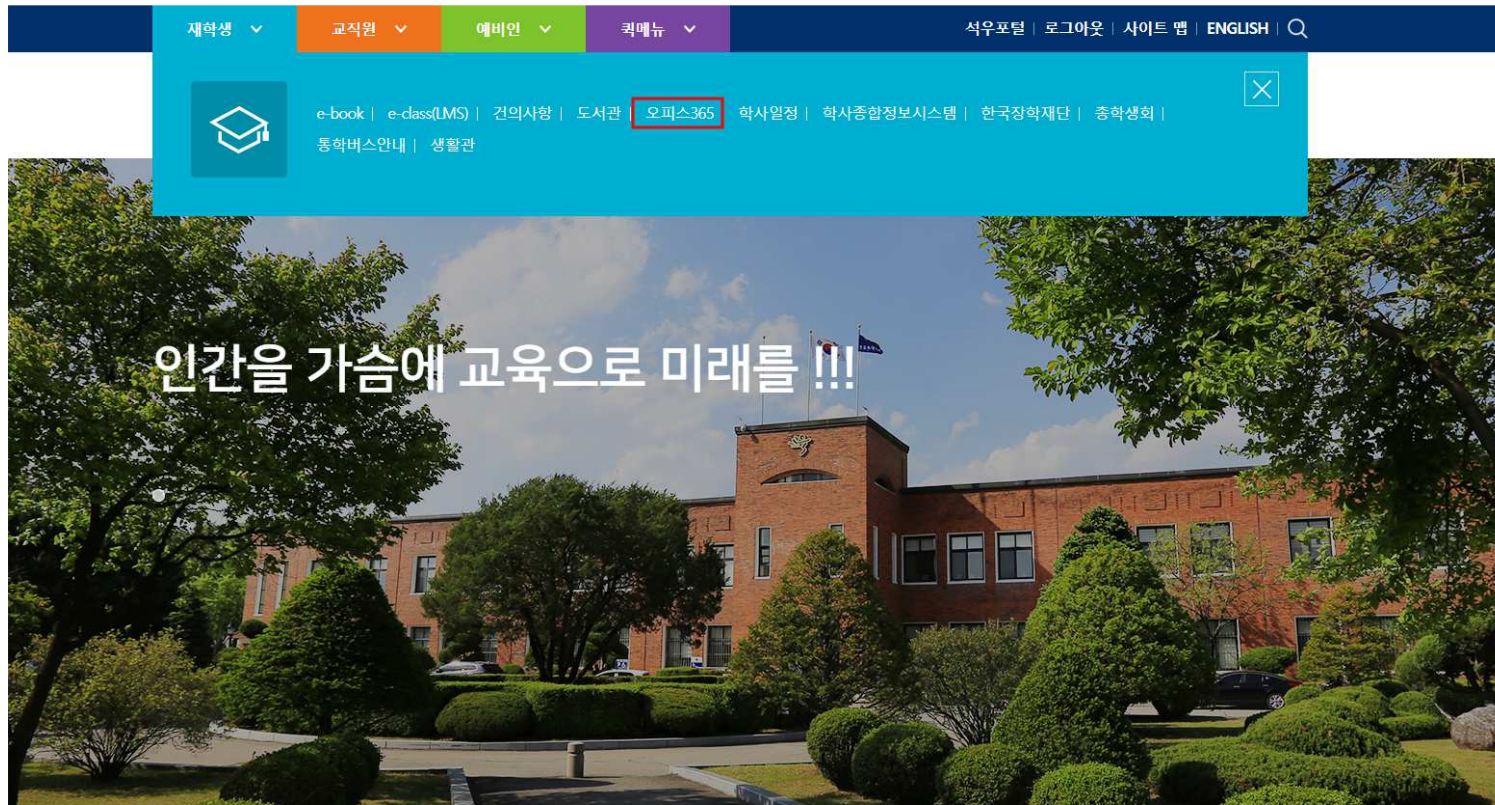 재학생 교직원 예비인 퀵메뉴 석우포털 | 로그아웃 | 사이트 맵 | ENGLISH
e-book | e-class(LMS) | 건의사항 | 도서관 | 오피스365 학사일정 | 학사종합정보시스템 | 한국장학재단 | 총학생회 |
통학버스안내 | 생활관
인간을 가슴에 교육으로 미래를 !!!